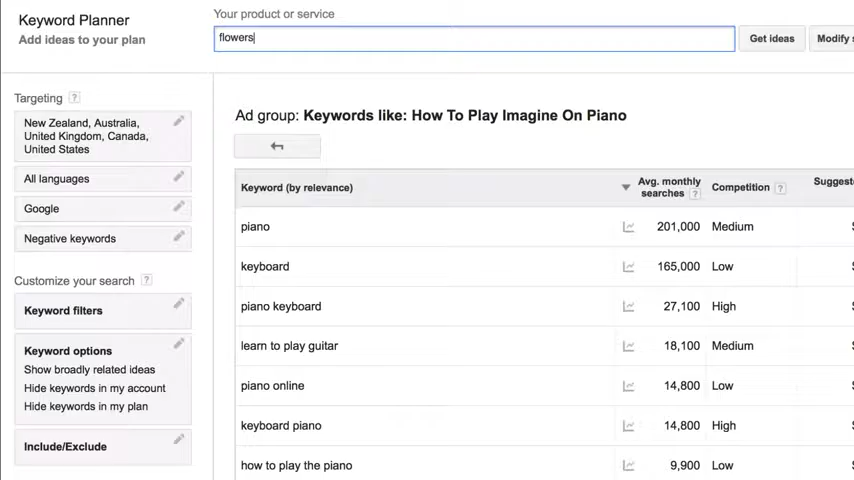 Keyword Planner
Add ideas to your plan
Your product or service
flowers
Get ideas
Modify s
Targeting ?
New Zealand, Australia,
United Kingdom, Canada,
United States
All languages
Google
Negative keywords
Customize your search ?
Keyword filters
Keyword options
Show broadly related ideas
Hide keywords in my account
Hide keywords in my plan
Include/Exclude
Ad group: Keywords like: How To Play Imagine On Piano
Keyword (by relevance) Avg. monthly searches ? Competition ? Suggest
piano 201,000 Medium
keyboard 165,000 Low
piano keyboard 27,100 High
learn to play guitar 18,100 Medium
piano online 14,800 Low
keyboard piano 14,800 High
how to play the piano 9,900 Low